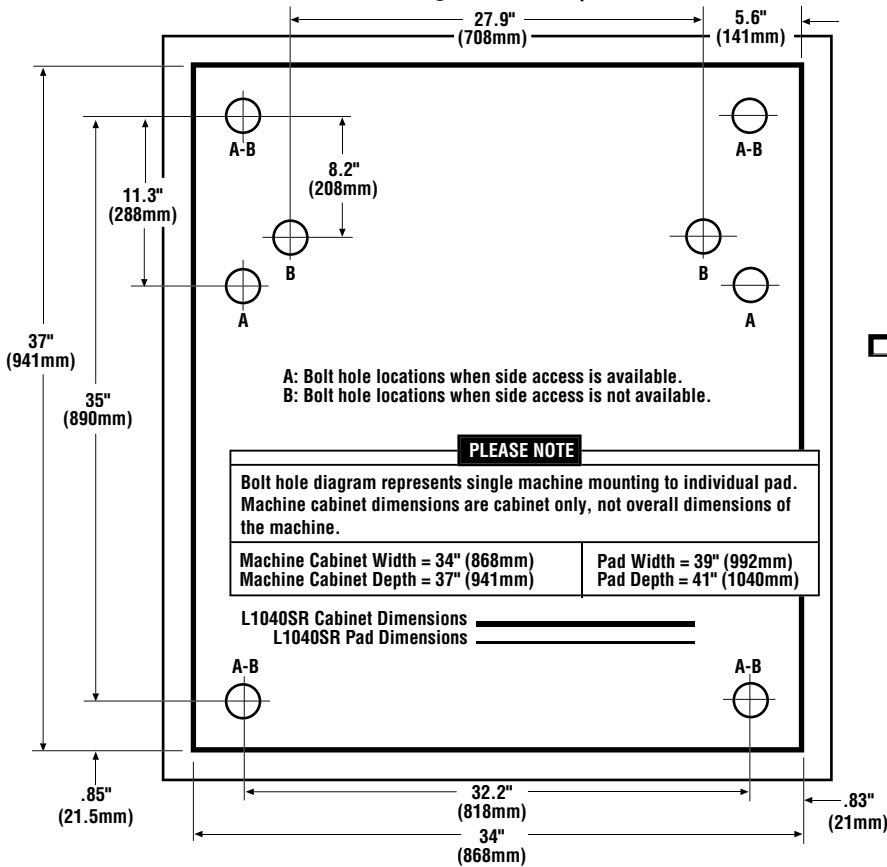 27.9"
(708mm)
5.6"
(141mm)
A-B
A-B
8.2"
(208mm)
11.3"
(288mm)
B
B
A
A
37"
(941mm)
35"
(890mm)
A: Bolt hole locations when side access is available.
B: Bolt hole locations when side access is not available.
PLEASE NOTE
Bolt hole diagram represents single machine mounting to individual pad.
Machine cabinet dimensions are cabinet only, not overall dimensions of
the machine.
Machine Cabinet Width = 34" (868mm)
Machine Cabinet Depth = 37" (941mm)
Pad Width = 39" (992mm)
Pad Depth = 41" (1040mm)
L1040SR Cabinet Dimensions
L1040SR Pad Dimensions
A-B
A-B
.85"
(21.5mm)
32.2"
(818mm)
.83"
(21mm)
34"
(868mm)